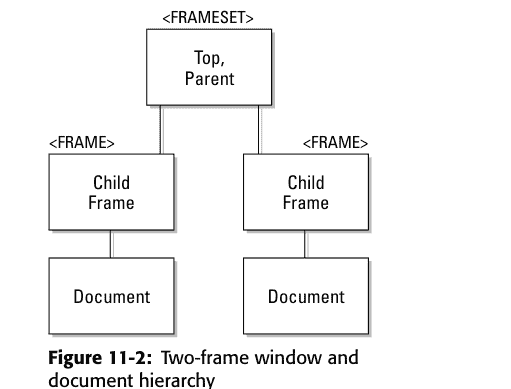 <FRAMESET>
Top,
Parent
<FRAME>
<FRAME>
Child
Frame
Child
Frame
Document
Document
Figure 11-2: Two-frame window and
document hierarchy